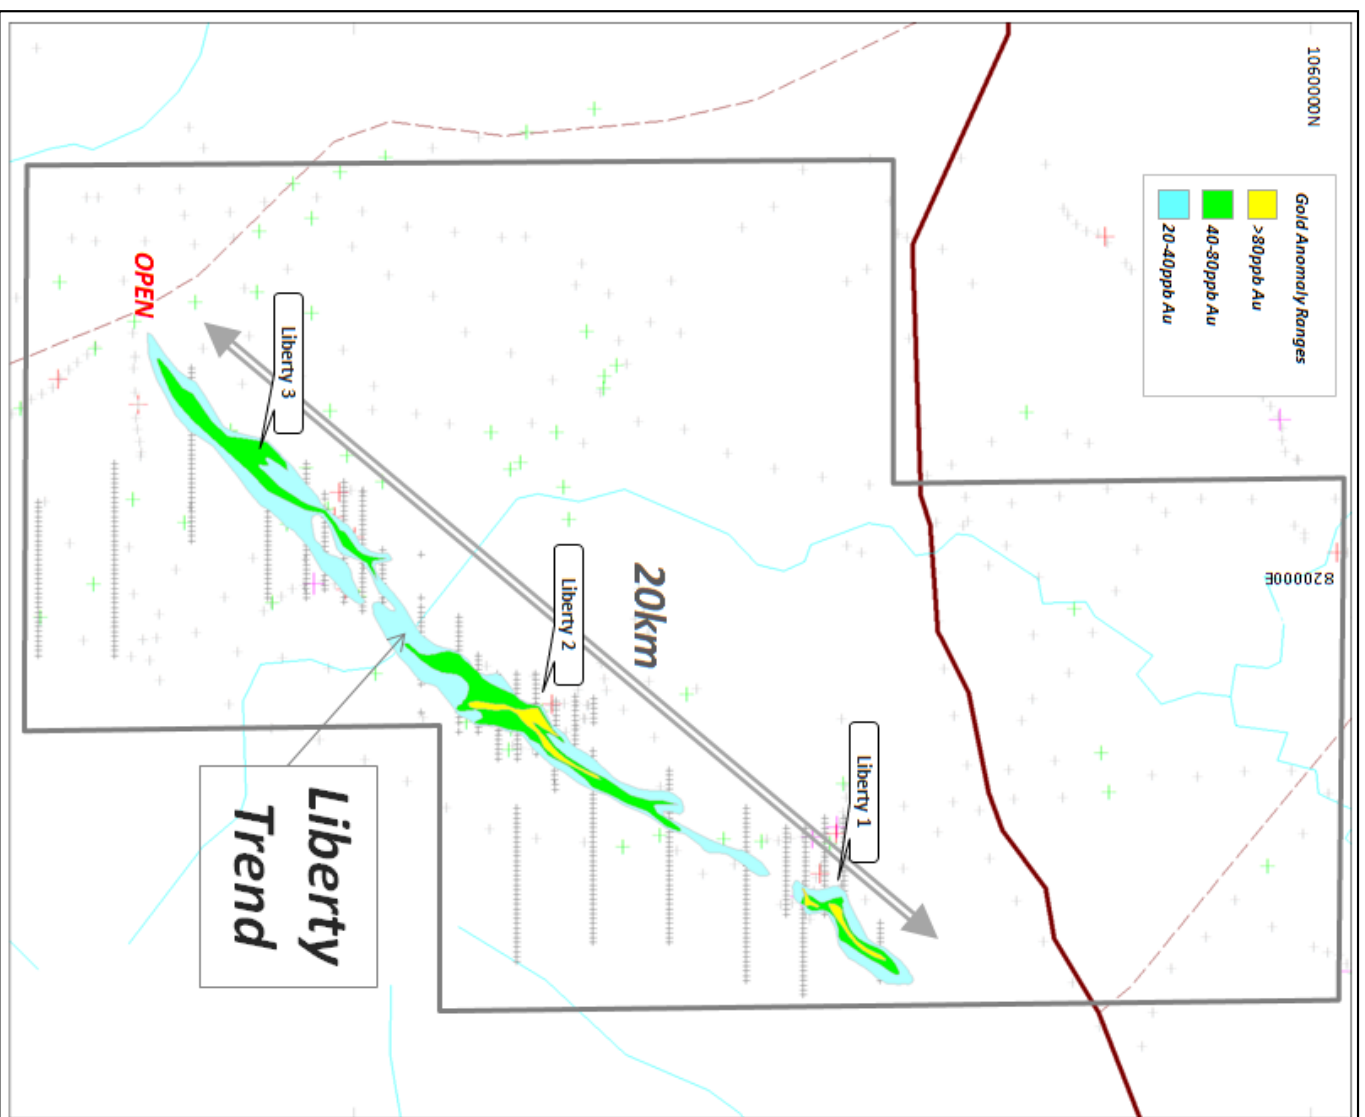 1060000N
820000E
Gold Anomaly Ranges
>80ppb Au
40-80ppb Au
20-40ppb Au
Liberty 1
20km
Liberty 2
Liberty
Trend
Liberty 3
OPEN